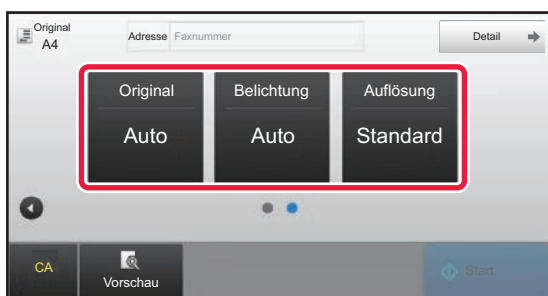 Original
A4
Adresse Faxnummer
Detail
Original Belichtung Auflösung
Auto Auto Standard
CA
Vorschau
Start